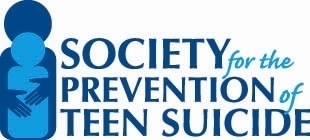 SOCIETY for the
PREVENTION of
TEEN SUICIDE